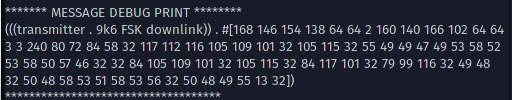 ******* MESSAGE DEBUG PRINT ********
(((transmitter . 9k6 FSK downlink)) . #[168 146 154 138 64 64 2 160 140 166 102 64 64
3 3 240 80 72 84 58 32 117 112 116 105 109 101 32 105 115 32 55 49 49 47 49 53 58 52
53 58 50 57 46 32 32 84 105 109 101 32 105 115 32 84 117 101 32 79 99 116 32 49 48
32 50 48 58 53 51 58 53 56 32 50 48 49 55 13 32])
************************************